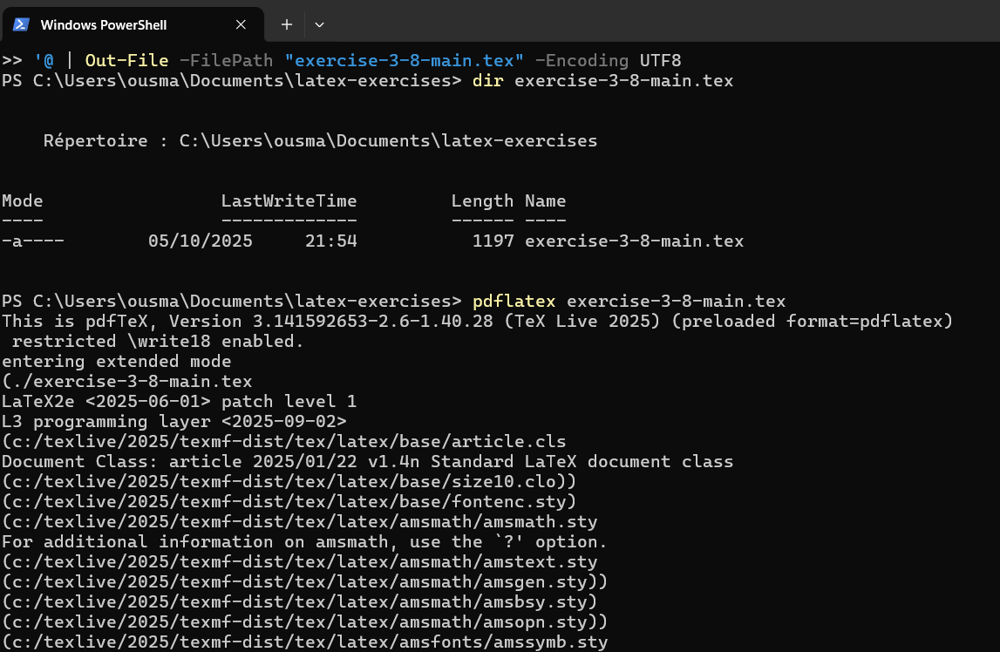 Windows PowerShell
>> '@ | Out-File -FilePath "exercise-3-8-main.tex" -Encoding UTF8
PS C:\Users\ousma\Documents\latex-exercises> dir exercise-3-8-main.tex
Répertoire : C:\Users\ousma\Documents\latex-exercises
Mode LastWriteTime Length Name
---- ------------- ------ ----
-a---- 05/10/2025 21:54 1197 exercise-3-8-main.tex
PS C:\Users\ousma\Documents\latex-exercises> pdflatex exercise-3-8-main.tex
This is pdfTeX, Version 3.141592653-2.6-1.40.28 (TeX Live 2025) (preloaded format=pdflatex)
restricted \write18 enabled.
entering extended mode
(./exercise-3-8-main.tex
LaTeX2e <2025-06-01> patch level 1
L3 programming layer <2025-09-02>
(c:/texlive/2025/texmf-dist/tex/latex/base/article.cls
Document Class: article 2025/01/22 v1.4n Standard LaTeX document class
(c:/texlive/2025/texmf-dist/tex/latex/base/size10.clo))
(c:/texlive/2025/texmf-dist/tex/latex/base/fontenc.sty)
(c:/texlive/2025/texmf-dist/tex/latex/amsmath/amsmath.sty
For additional information on amsmath, use the `?' option.
(c:/texlive/2025/texmf-dist/tex/latex/amsmath/amstext.sty
(c:/texlive/2025/texmf-dist/tex/latex/amsmath/amsgen.sty))
(c:/texlive/2025/texmf-dist/tex/latex/amsmath/amsbsy.sty)
(c:/texlive/2025/texmf-dist/tex/latex/amsmath/amsopn.sty))
(c:/texlive/2025/texmf-dist/tex/latex/amsfonts/amssymb.sty